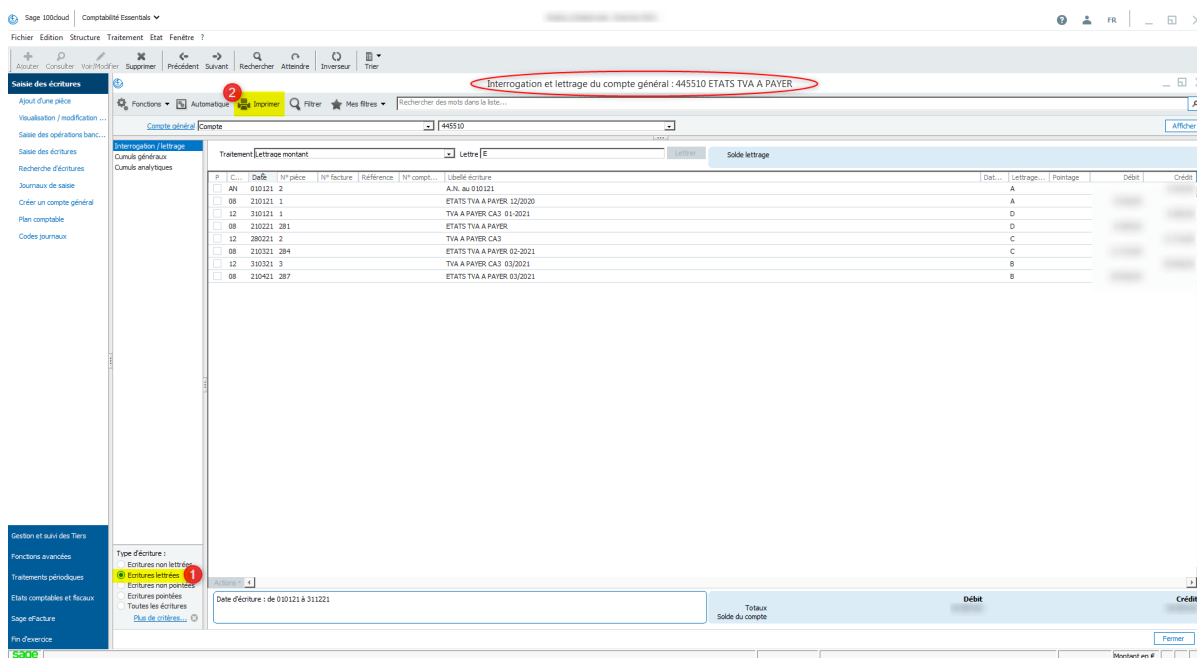 Sage 100cloud Comptabilité Essentials FR
Fichier Edition Structure Traitement Etat Fenêtre ?
Ajouter Consulter Voir/Modifier Supprimer Précédent Suivant Rechercher Atteindre Inverseur Trier
Saisie des écritures
Ajout d'une pièce
Visualisation / modification ...
Saisie des opérations banc...
Saisie des écritures
Recherche d'écritures
Journaux de saisie
Créer un compte général
Plan comptable
Codes journaux
Gestion et suivi des Tiers
Fonctions avancées
Traitements périodiques
Etats comptables et fiscaux
Sage eFacture
Fin d'exercice
sage
Interrogation et lettrage du compte général : 445510 ETATS TVA A PAYER
2
Fonctions Automatique Imprimer Filtrer Mes filtres Rechercher des mots dans la liste...
Compte général Compte 445510 Afficher
Interrogation / lettrage
Cumuls généraux
Cumuls analytiques
Traitement Lettrage montant Lettre E Lettrer Solde lettrage
P C... Date N° pièce N° facture Référence N° compt... Libellé écriture Dat... Lettrage... Pointage Débit Crédit
AN 010121 2 A.N. au 010121 A
08 210121 1 ETATS TVA A PAYER 12/2020 A
12 310121 1 TVA A PAYER CA3 01-2021 D
08 210221 281 ETATS TVA A PAYER D
12 280221 2 TVA A PAYER CA3 C
08 210321 284 ETATS TVA A PAYER 02-2021 C
12 310321 3 TVA A PAYER CA3 03/2021 B
08 210421 287 ETATS TVA A PAYER 03/2021 B
Type d'écriture :
Ecritures non lettrées
Ecritures lettrées 1
Ecritures non pointées
Ecritures pointées
Toutes les écritures
Plus de critères...
Actions
Date d'écriture : de 010121 à 311221
Débit Crédit
Totaux
Solde du compte
Fermer
Montant en €